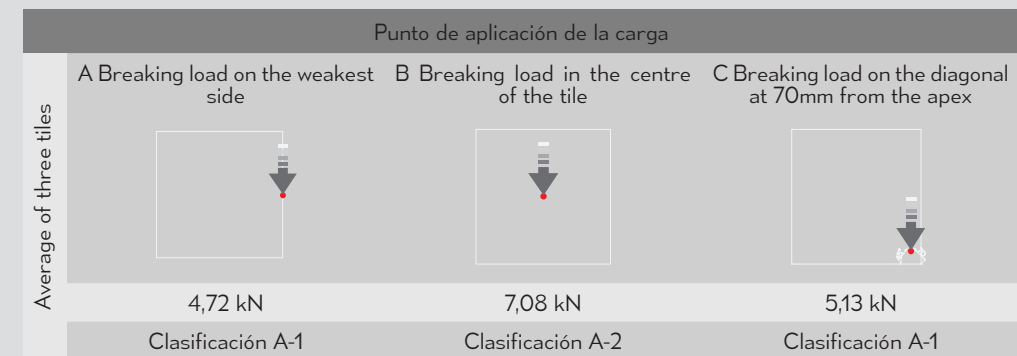 Punto de aplicación de la carga
Average of three tiles
A Breaking load on the weakest
side
B Breaking load in the centre
of the tile
C Breaking load on the diagonal
at 70mm from the apex
4,72 kN
7,08 kN
5,13 kN
Clasificación A-1
Clasificación A-2
Clasificación A-1